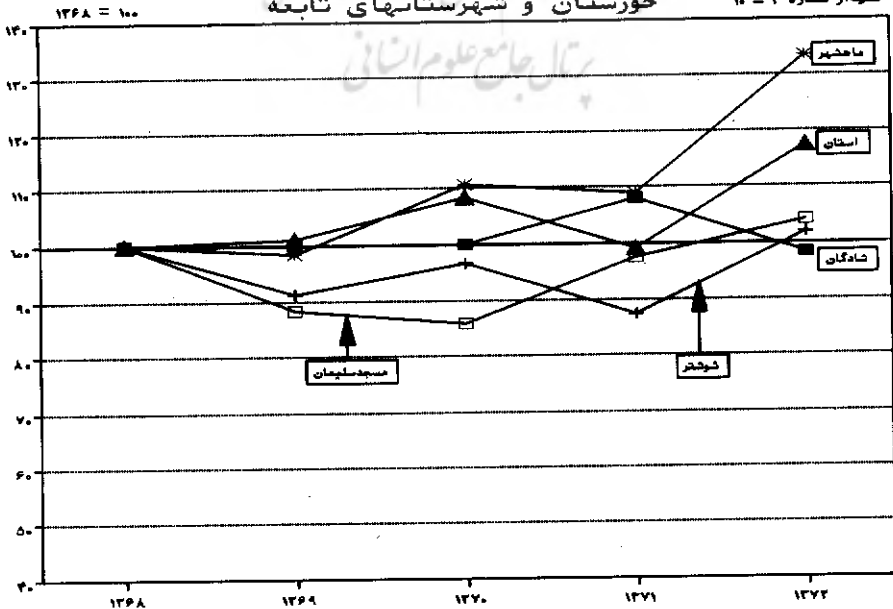 خوزستان و شهرستانهای تابعه
۱۳۶۸ = ۱۰۰
پرتال جامع علوم انسانی
۱۴۰
۱۳۰
۱۲۰
۱۱۰
۱۰۰
۹۰
۸۰
۷۰
۶۰
۵۰
۴۰
ماهشهر
استان
شادگان
مسجدسلیمان
شوشتر
۱۳۶۸
۱۳۶۹
۱۳۷۰
۱۳۷۱
۱۳۷۲